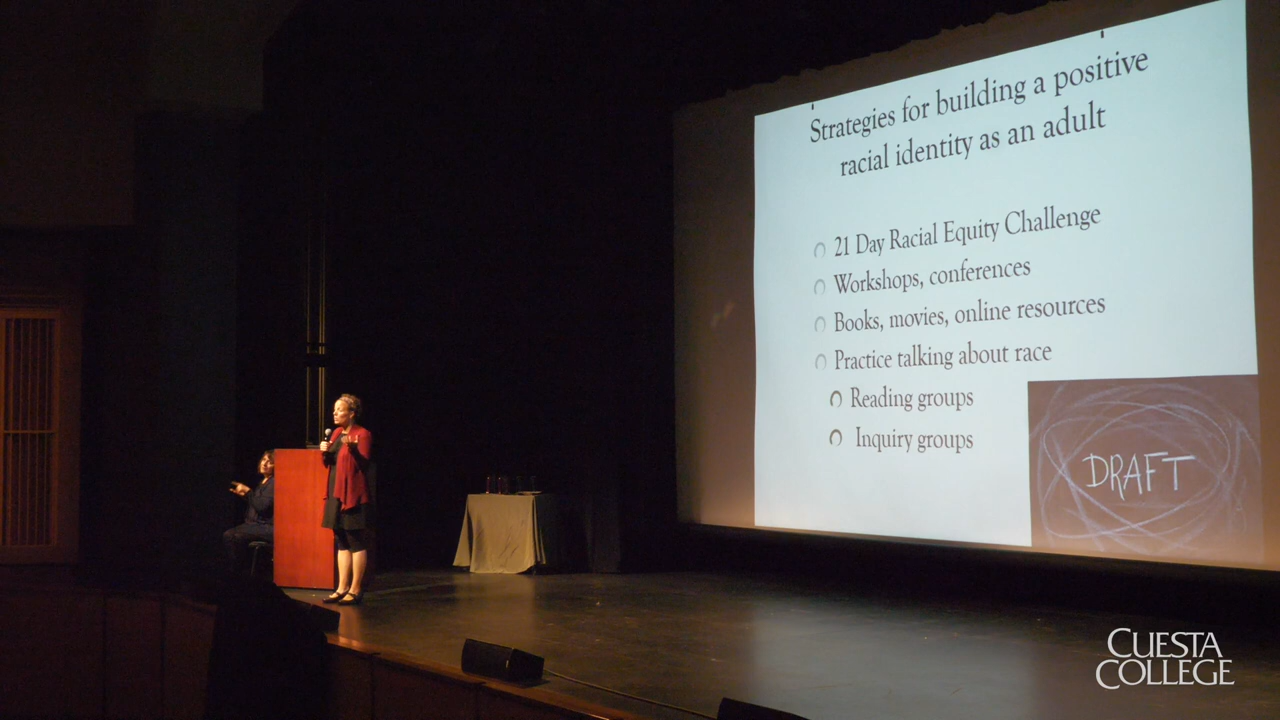 Strategies for building a positive
racial identity as an adult
21 Day Racial Equity Challenge
Workshops, conferences
Books, movies, online resources
Practice talking about race
Reading groups
Inquiry groups
DRAFT
CUESTA
COLLEGE